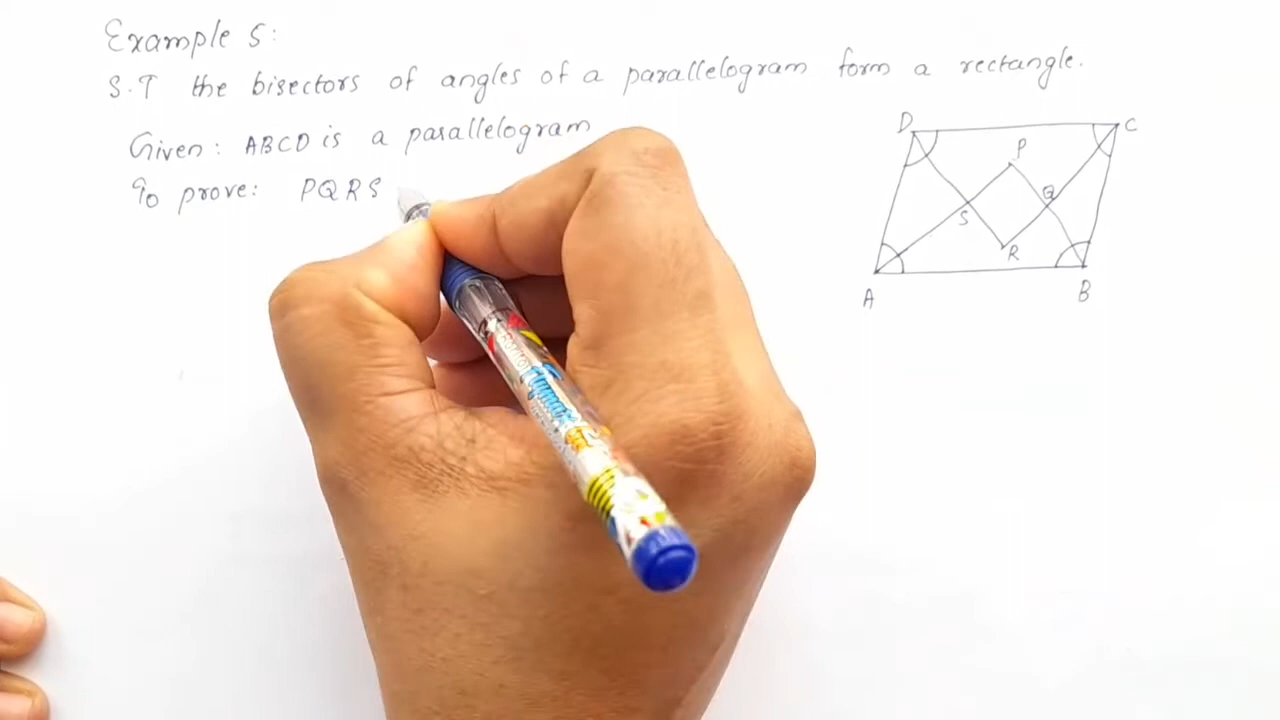 Example 5:
S.T the bisectors of angles of a parallelogram form a rectangle.
Given: ABCD is a parallelogram
To prove: PQRS
D
C
P
Q
S
R
A
B